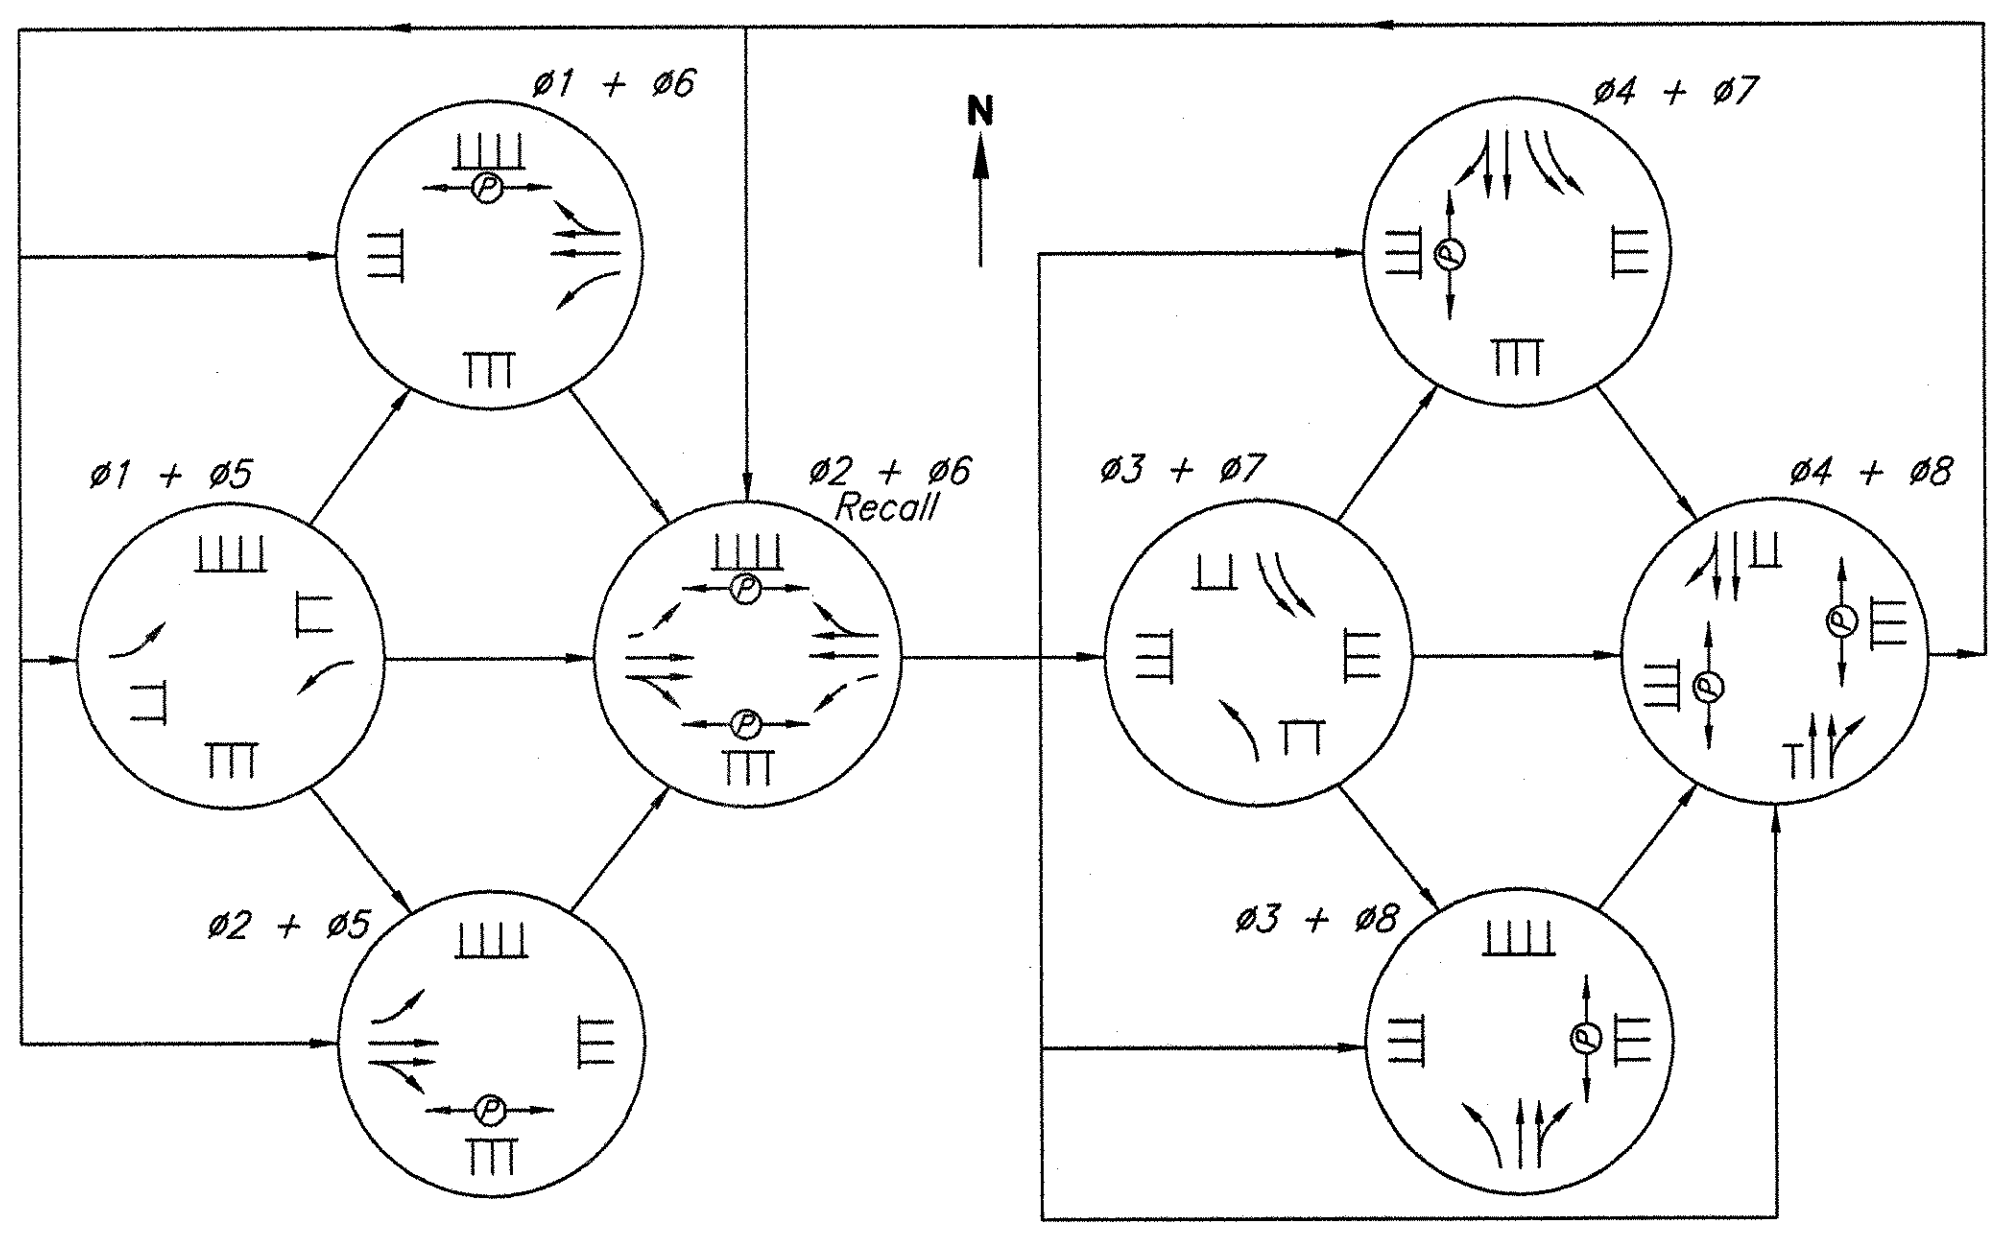 ø1 + ø6
N
ø4 + ø7
P
P
ø1 + ø5
ø2 + ø6
Recall
ø3 + ø7
ø4 + ø8
P
P
P
P
ø2 + ø5
ø3 + ø8
P
P